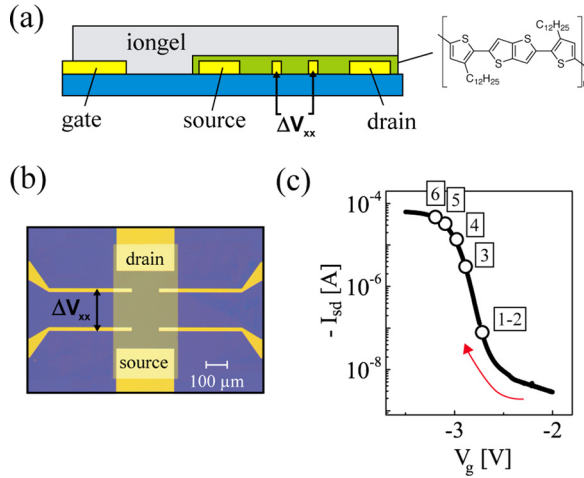 (a)
iongel
gate
source
ΔVxx
drain
C12H25
S
S
S
S
C12H25
n
(b)
drain
ΔVxx
source
100 µm
(c)
10-4
10-6
10-8
- Isd [A]
6
5
4
3
1-2
-3
-2
Vg [V]